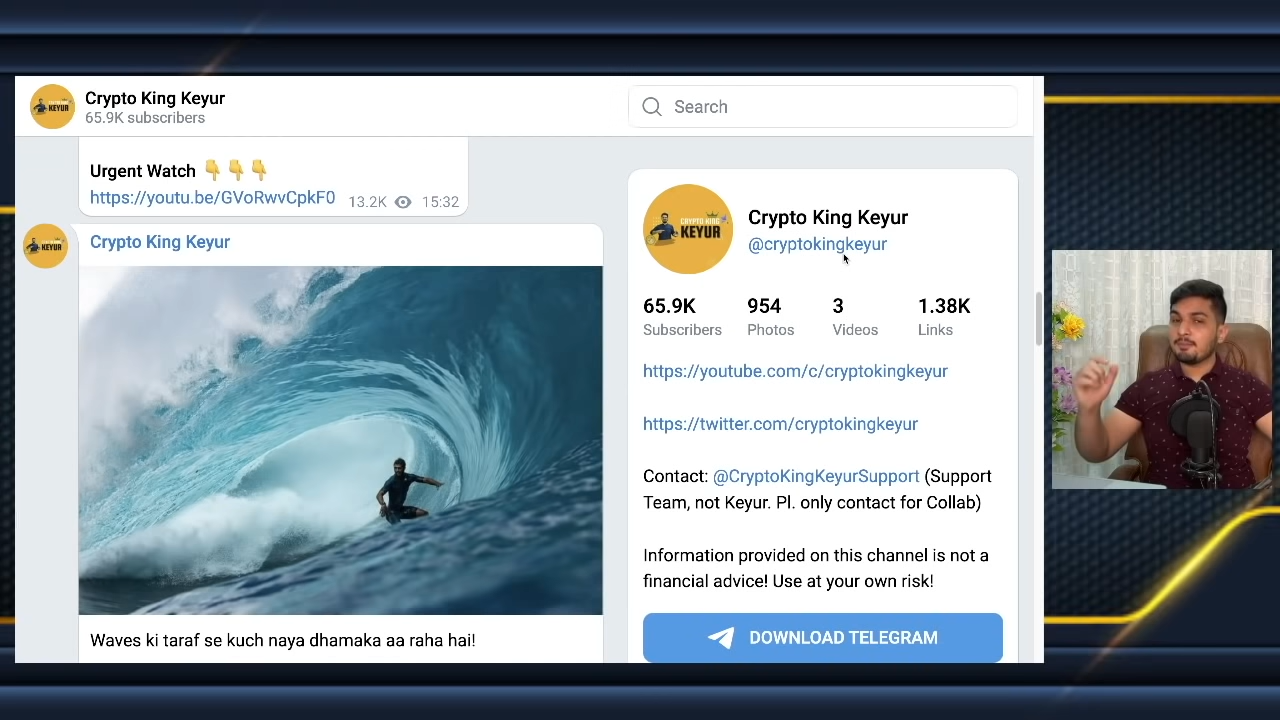 Crypto King Keyur
65.9K subscribers
Search
Urgent Watch 👇👇👇
https://youtu.be/GVoRwvCpkF0 13.2K 15:32
KEYUR
Crypto King Keyur
Waves ki taraf se kuch naya dhamaka aa raha hai!
CRYPTO KING
KEYUR
Crypto King Keyur
@cryptokingkeyur
65.9K 954 3 1.38K
Subscribers Photos Videos Links
https://youtube.com/c/cryptokingkeyur
https://twitter.com/cryptokingkeyur
Contact: @CryptoKingKeyurSupport (Support
Team, not Keyur. Pl. only contact for Collab)
Information provided on this channel is not a
financial advice! Use at your own risk!
DOWNLOAD TELEGRAM